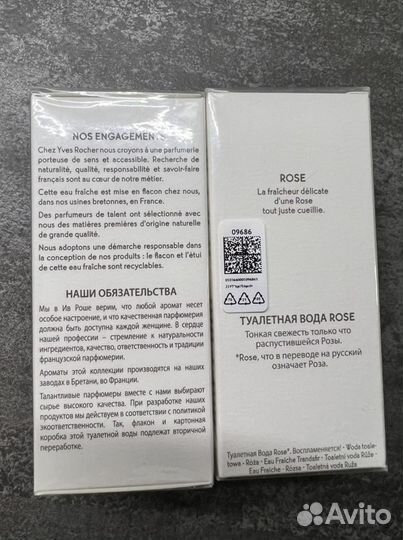 NOS ENGAGEMENTS
Chez Yves Rocher nous croyons à une parfumerie
porteuse de sens et accessible. Recherche de
naturalité, qualité, responsabilité et savoir-faire
français sont au cœur de notre métier.
Cette eau fraîche est mise en flacon chez nous,
dans nos usines bretonnes, en France.
Des parfumeurs de talent ont sélectionné avec
nous des matières premières d'origine naturelle
de grande qualité.
Nous adoptons une démarche responsable dans
la conception de nos produits : le flacon et l'étui
de cette eau fraîche sont recyclables.
НАШИ ОБЯЗАТЕЛЬСТВА
Мы в Ив Роше верим, что любой аромат несет
особое настроение, и что качественная парфюмерия
должна быть доступна каждой женщине. В сердце
нашей профессии – стремление к натуральности
ингредиентов, качество, ответственность и традиции
французской парфюмерии.
Ароматы этой коллекции производятся на наших
заводах в Бретани, во Франции.
Талантливые парфюмеры вместе с нами выбирают
сырье высокого качества. При разработке наших
продуктов мы действуем в соответствии с политикой
экоответственности. Так, флакон и картонная
коробка этой туалетной воды подлежат вторичной
переработке.
ROSE
La fraîcheur délicate
d'une Rose
tout juste cueillie.
09686
ТУАЛЕТНАЯ ВОДА ROSE
Тонкая свежесть только что
распустившейся Розы.
*Rose, что в переводе на русский
означает Роза.
Туалетная Вода Rose*. Воспламеняется! • Woda toale-
towa - Róża • Eau Fraîche Trandafir • Toaletní voda Růže •
Eau Fraîche - Rózsa • Toaletná voda Ruža
Avito